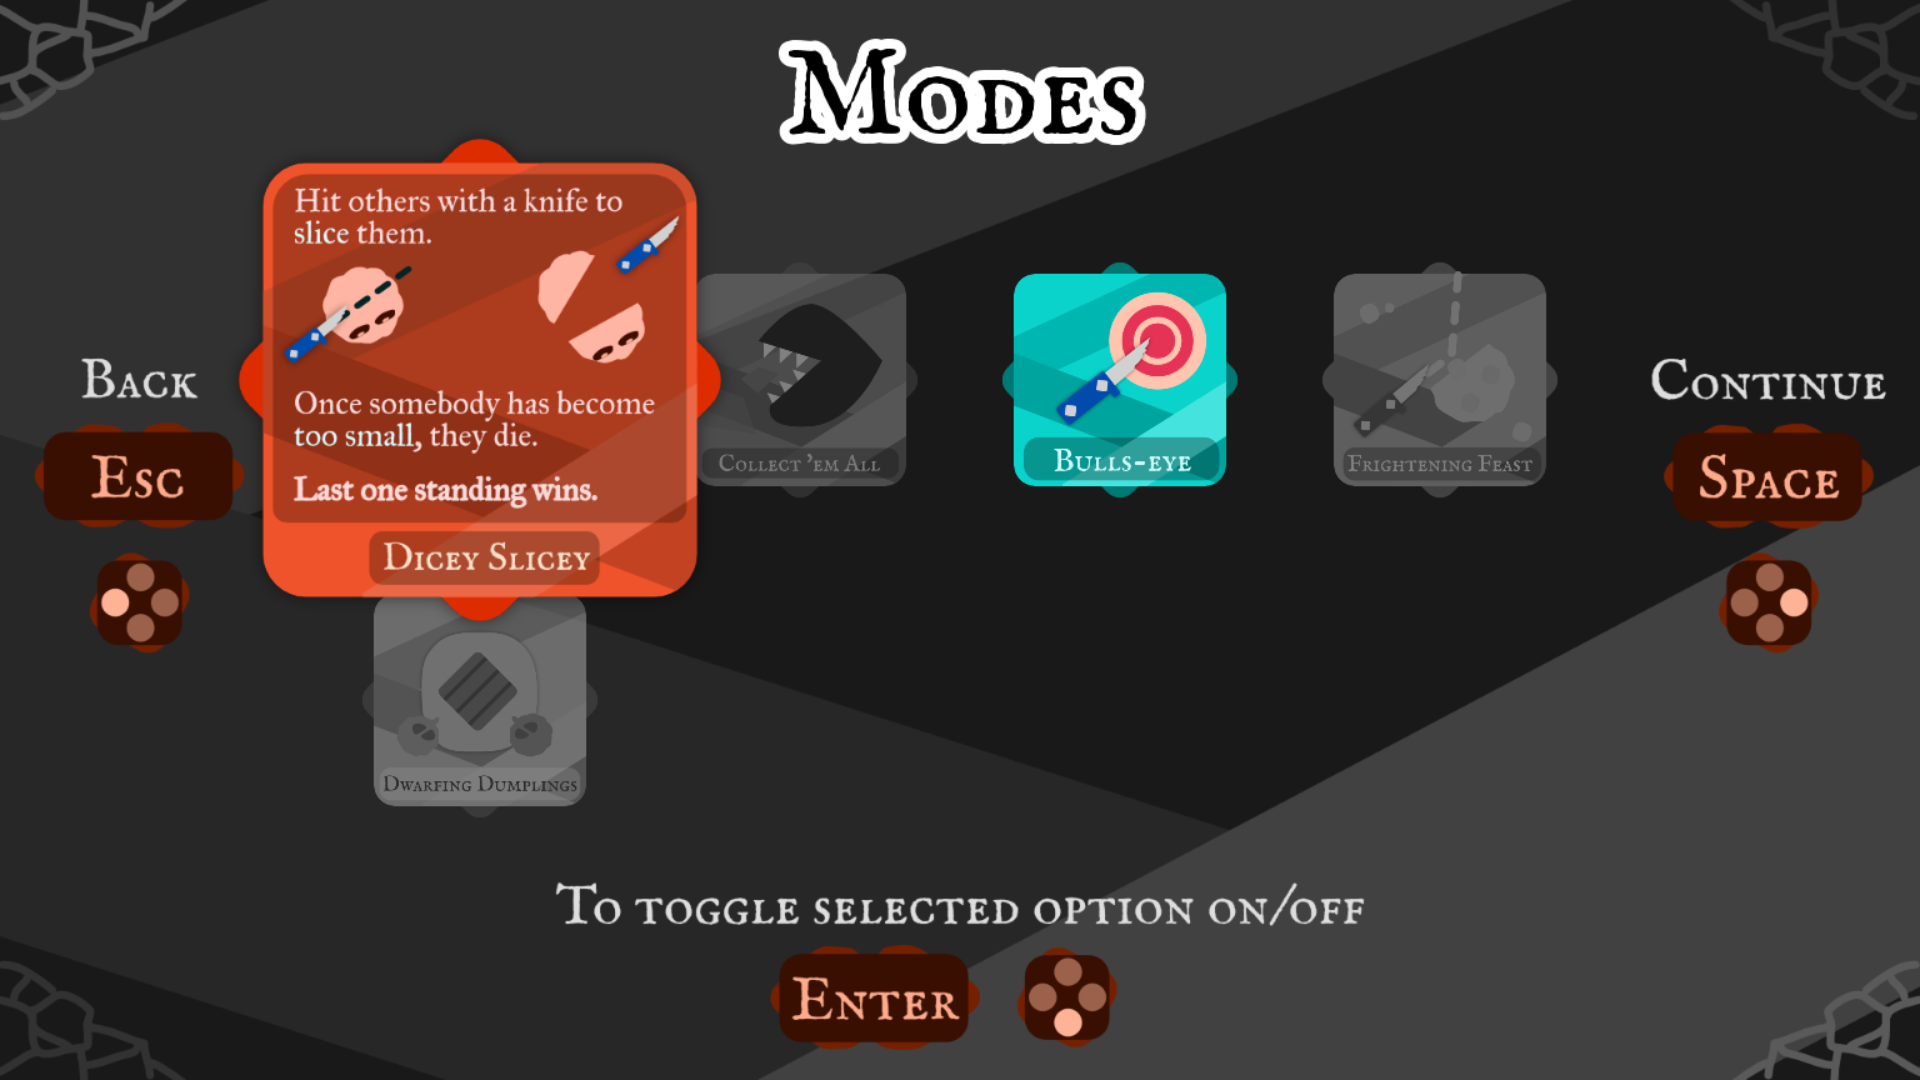 Modes
Hit others with a knife to
slice them.
Once somebody has become
too small, they die.
Last one standing wins.
Dicey Slicey
Collect 'em All
Bulls-eye
Frightening Feast
Back
Esc
Continue
Space
Dwarfing Dumplings
To toggle selected option on/off
Enter